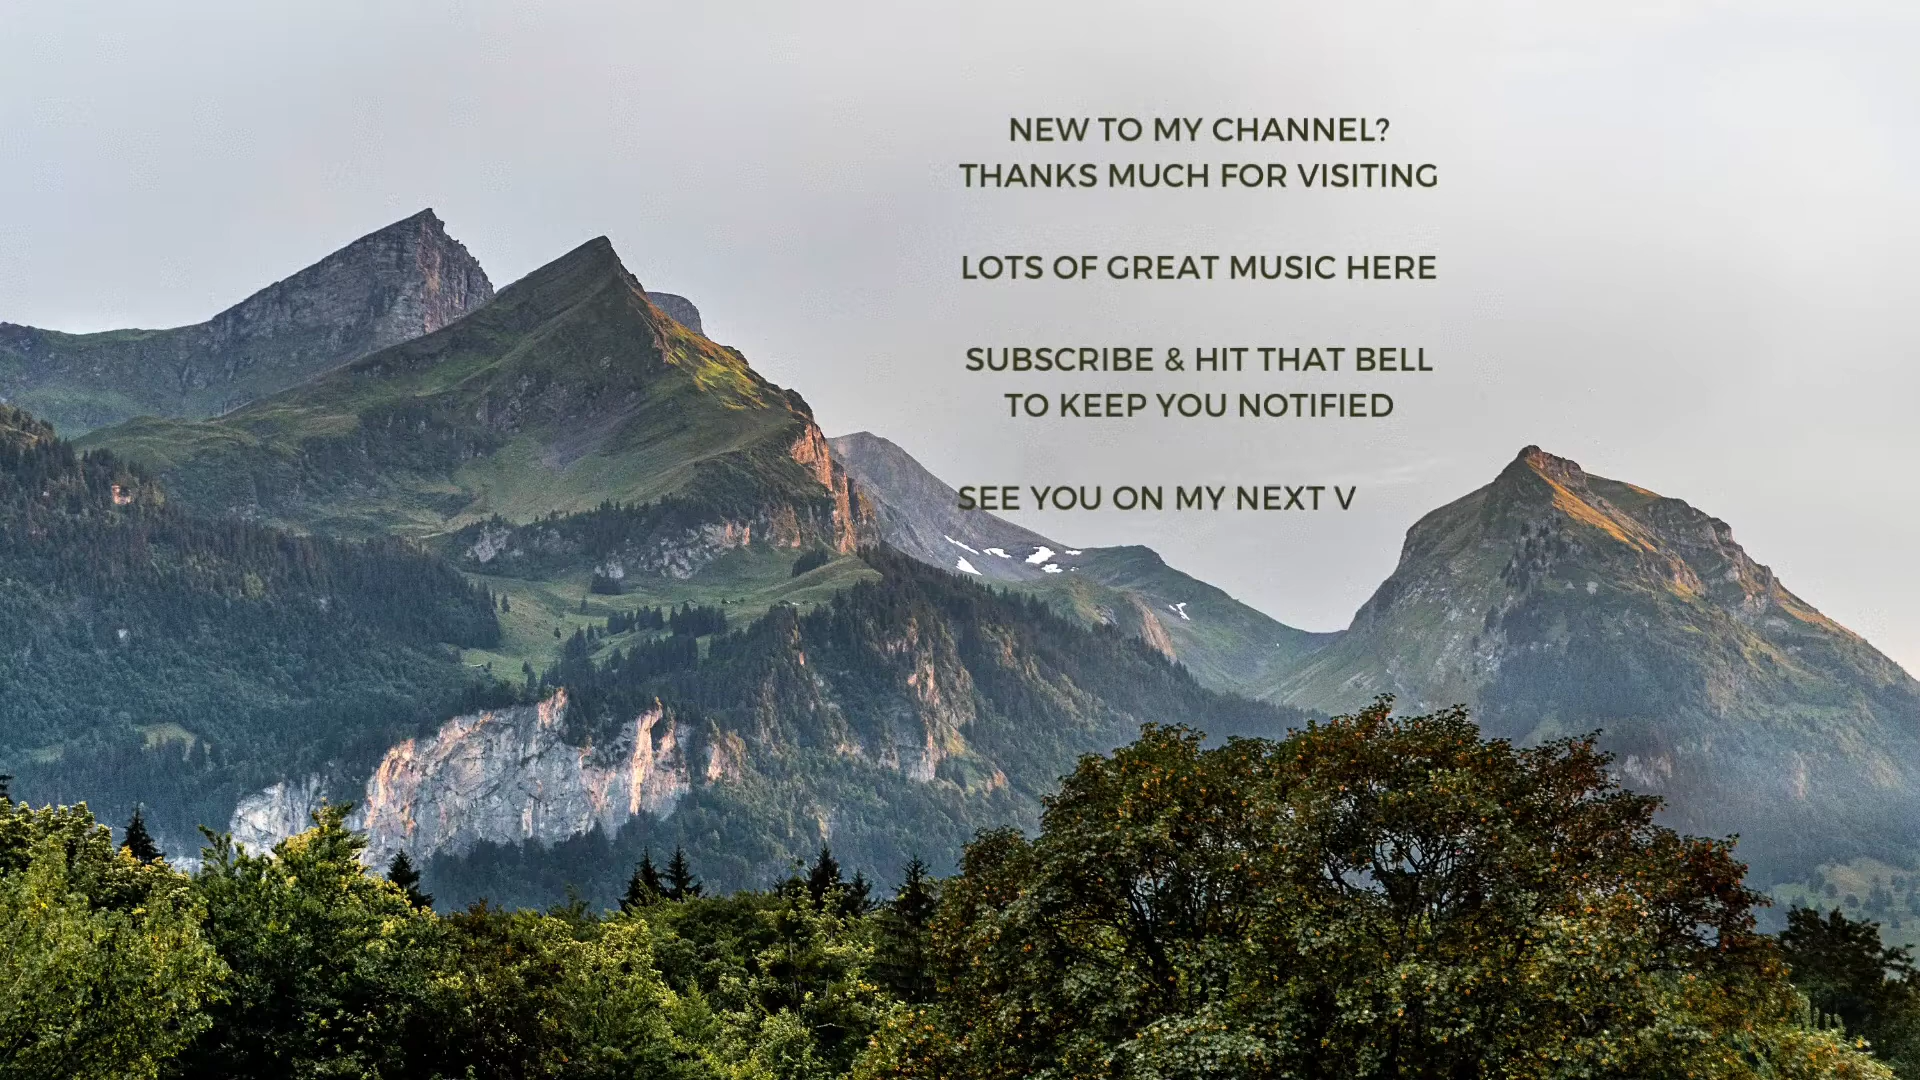 NEW TO MY CHANNEL?
THANKS MUCH FOR VISITING
LOTS OF GREAT MUSIC HERE
SUBSCRIBE & HIT THAT BELL
TO KEEP YOU NOTIFIED
SEE YOU ON MY NEXT V